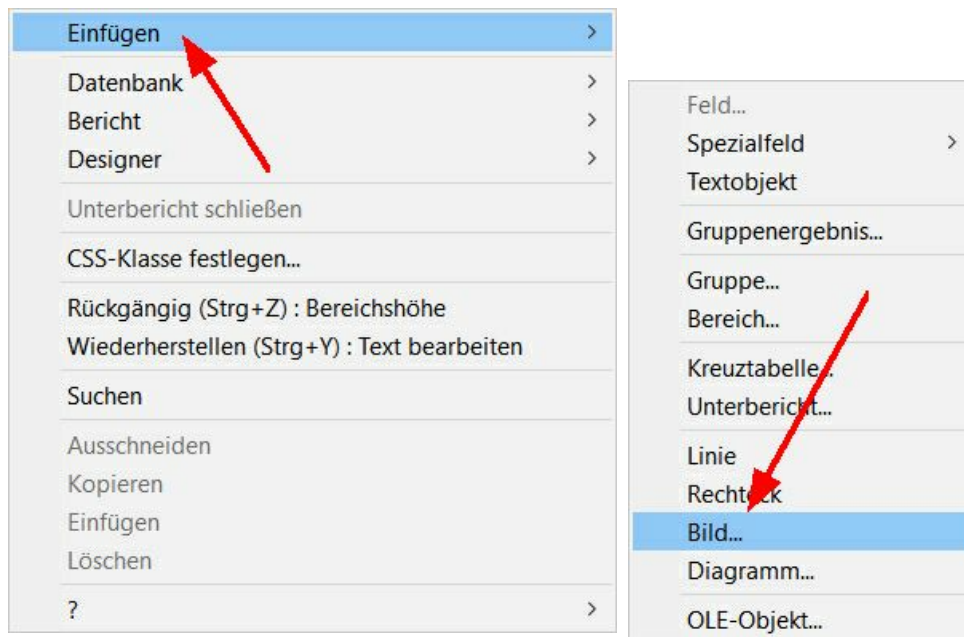 Einfügen
Datenbank
Bericht
Designer
Unterbericht schließen
CSS-Klasse festlegen...
Rückgängig (Strg+Z) : Bereichshöhe
Wiederherstellen (Strg+Y) : Text bearbeiten
Suchen
Ausschneiden
Kopieren
Einfügen
Löschen
?
Feld...
Spezialfeld
Textobjekt
Gruppenergebnis...
Gruppe...
Bereich...
Kreuztabelle...
Unterbericht...
Linie
Rechteck
Bild...
Diagramm...
OLE-Objekt...